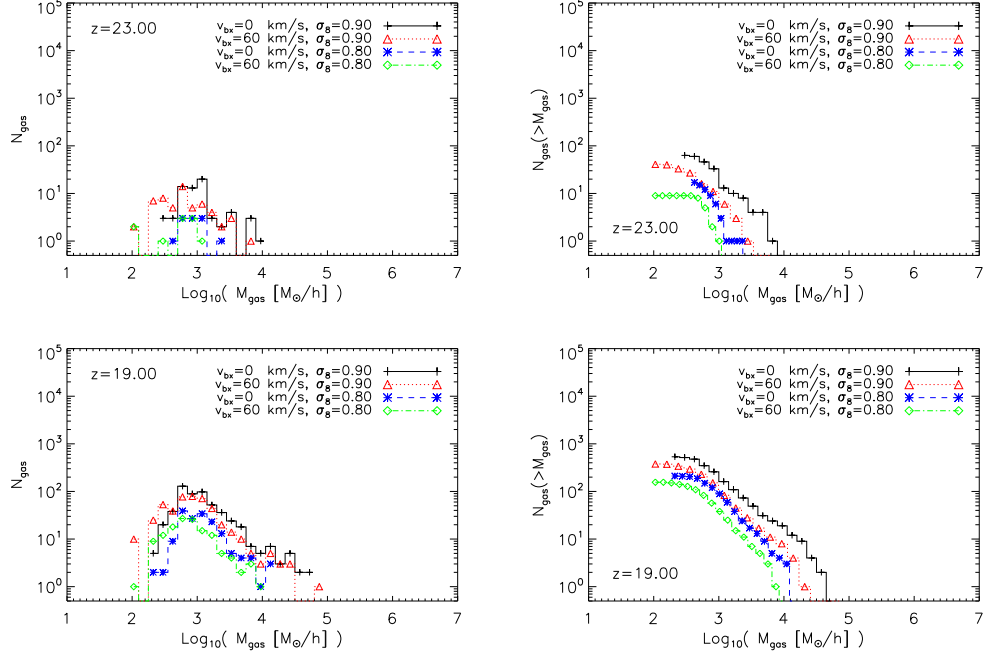 z=23.00
v_bx=0 km/s, σ_8=0.90
v_bx=60 km/s, σ_8=0.90
v_bx=0 km/s, σ_8=0.80
v_bx=60 km/s, σ_8=0.80
10^5
10^4
10^3
10^2
10^1
10^0
N_gas
1 2 3 4 5 6 7
Log_10( M_gas [M_⊙/h] )
v_bx=0 km/s, σ_8=0.90
v_bx=60 km/s, σ_8=0.90
v_bx=0 km/s, σ_8=0.80
v_bx=60 km/s, σ_8=0.80
10^5
10^4
10^3
10^2
10^1
10^0
N_gas(>M_gas)
z=23.00
1 2 3 4 5 6 7
Log_10( M_gas [M_⊙/h] )
z=19.00
v_bx=0 km/s, σ_8=0.90
v_bx=60 km/s, σ_8=0.90
v_bx=0 km/s, σ_8=0.80
v_bx=60 km/s, σ_8=0.80
10^5
10^4
10^3
10^2
10^1
10^0
N_gas
1 2 3 4 5 6 7
Log_10( M_gas [M_⊙/h] )
v_bx=0 km/s, σ_8=0.90
v_bx=60 km/s, σ_8=0.90
v_bx=0 km/s, σ_8=0.80
v_bx=60 km/s, σ_8=0.80
10^5
10^4
10^3
10^2
10^1
10^0
N_gas(>M_gas)
z=19.00
1 2 3 4 5 6 7
Log_10( M_gas [M_⊙/h] )